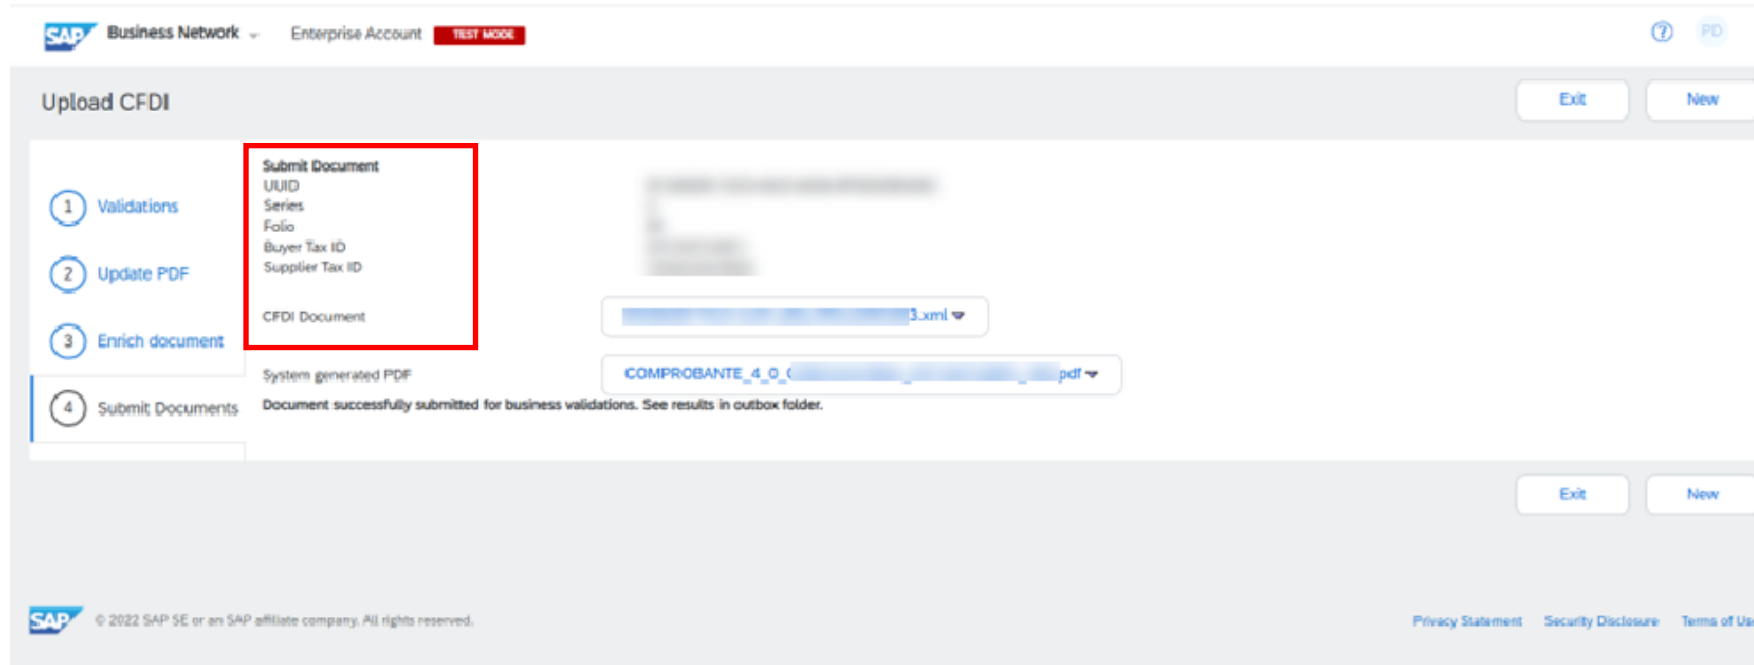 SAP Business Network Enterprise Account TEST MODE PD
Upload CFDI Exit New
Submit Document
UUID
1 Validations
Series
Folio
Buyer Tax ID
2 Update PDF
Supplier Tax ID
CFDI Document 3.xml
3 Enrich document
System generated PDF COMPROBANTE_4_0_ pdf
4 Submit Documents
Document successfully submitted for business validations. See results in outbox folder.
Exit New
SAP © 2022 SAP SE or an SAP affiliate company. All rights reserved. Privacy Statement Security Disclosure Terms of Us